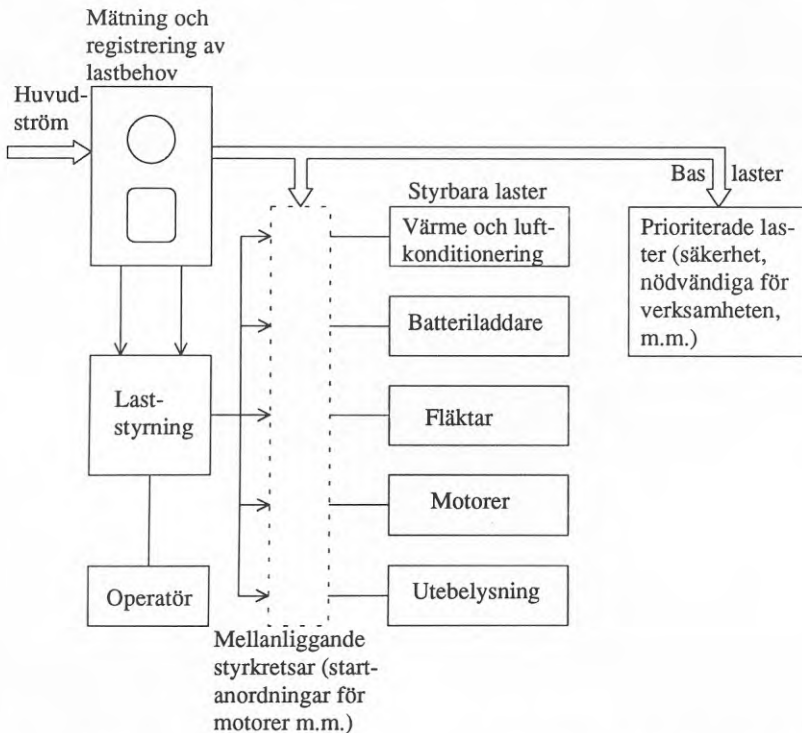 Mätning och
registrering av
lastbehov
Huvud-
ström
Bas laster
Styrbara laster
Värme och luft-
konditionering
Prioriterade las-
ter (säkerhet,
nödvändiga för
verksamheten,
m.m.)
Batteriladdare
Last-
styrning
Fläktar
Motorer
Operatör
Utebelysning
Mellanliggande
styrkretsar (start-
anordningar för
motorer m.m.)